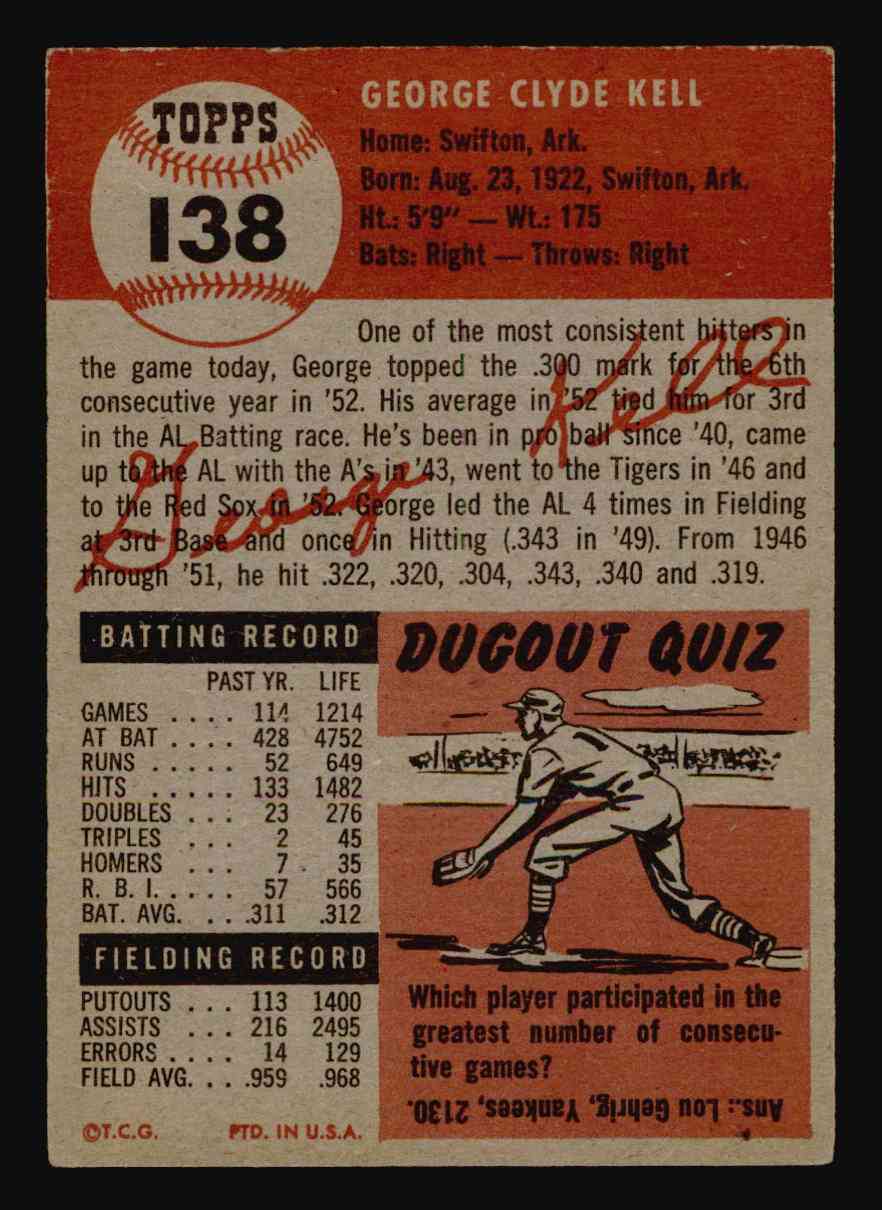 TOPPS
138
GEORGE CLYDE KELL
Home: Swifton, Ark.
Born: Aug. 23, 1922, Swifton, Ark.
Ht.: 5'9" — Wt.: 175
Bats: Right — Throws: Right
One of the most consistent hitters in
the game today, George topped the .300 mark for the 6th
consecutive year in '52. His average in '52 tied him for 3rd
in the AL Batting race. He's been in pro ball since '40, came
up to the AL with the A's in '43, went to the Tigers in '46 and
to the Red Sox in '52. George led the AL 4 times in Fielding
at 3rd Base and once in Hitting (.343 in '49). From 1946
through '51, he hit .322, .320, .304, .343, .340 and .319.
George Kell
BATTING RECORD
PAST YR. LIFE
GAMES .... 114 1214
AT BAT .... 428 4752
RUNS ..... 52 649
HITS ..... 133 1482
DOUBLES ... 23 276
TRIPLES ... 2 45
HOMERS ... 7 35
R. B. I. .... 57 566
BAT. AVG. ... .311 .312
FIELDING RECORD
PUTOUTS ... 113 1400
ASSISTS ... 216 2495
ERRORS .... 14 129
FIELD AVG. ... .959 .968
©T.C.G. PTD. IN U.S.A.
DUGOUT QUIZ
Which player participated in the
greatest number of consecu-
tive games?
Ans.: Lou Gehrig, Yankees, 2130.